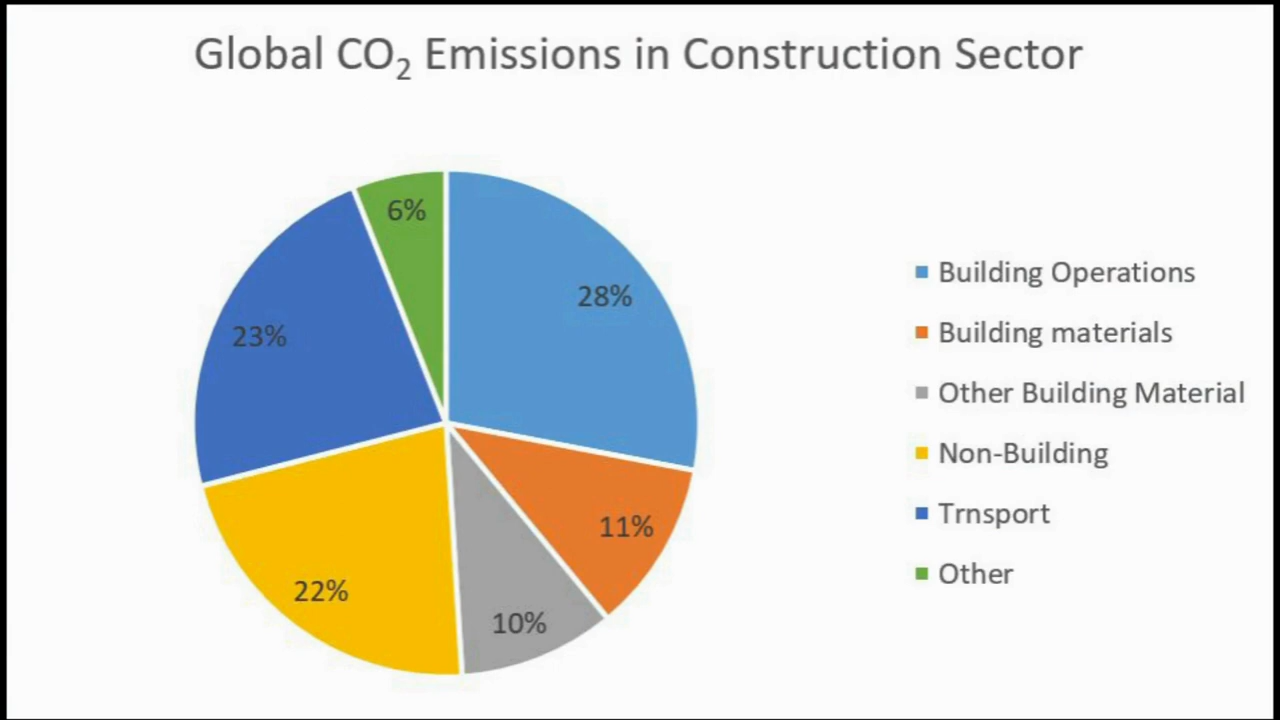 Global CO₂ Emissions in Construction Sector
6%
28%
23%
11%
22%
10%
Building Operations
Building materials
Other Building Material
Non-Building
Trnsport
Other